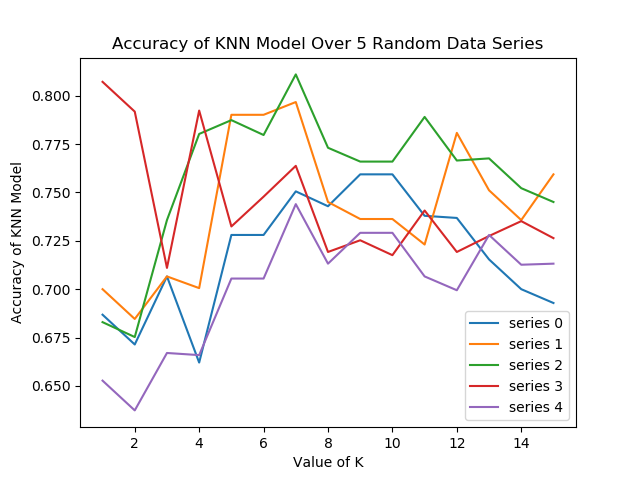 Accuracy of KNN Model Over 5 Random Data Series
Accuracy of KNN Model
0.800
0.775
0.750
0.725
0.700
0.675
0.650
series 0
series 1
series 2
series 3
series 4
2 4 6 8 10 12 14
Value of K